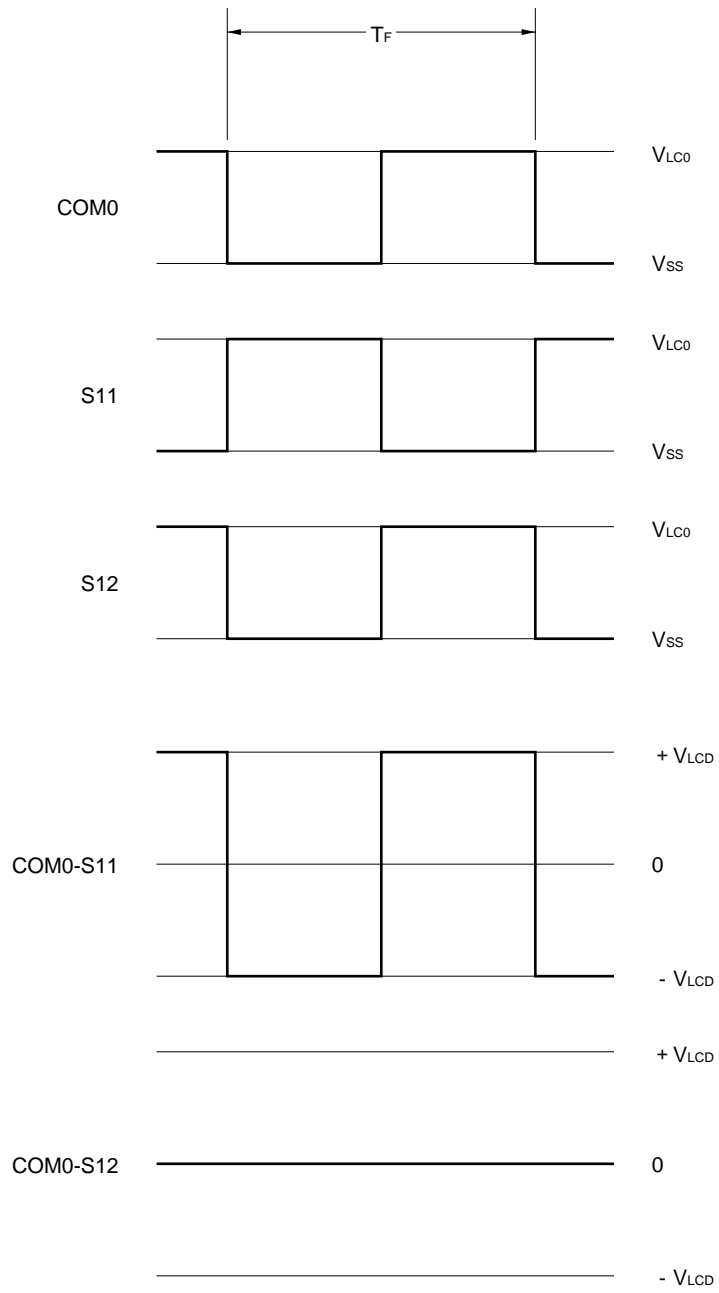 TF
VLC0
COM0
VSS
VLC0
S11
VSS
VLC0
S12
VSS
+ VLCD
COM0-S11
0
- VLCD
+ VLCD
COM0-S12
0
- VLCD